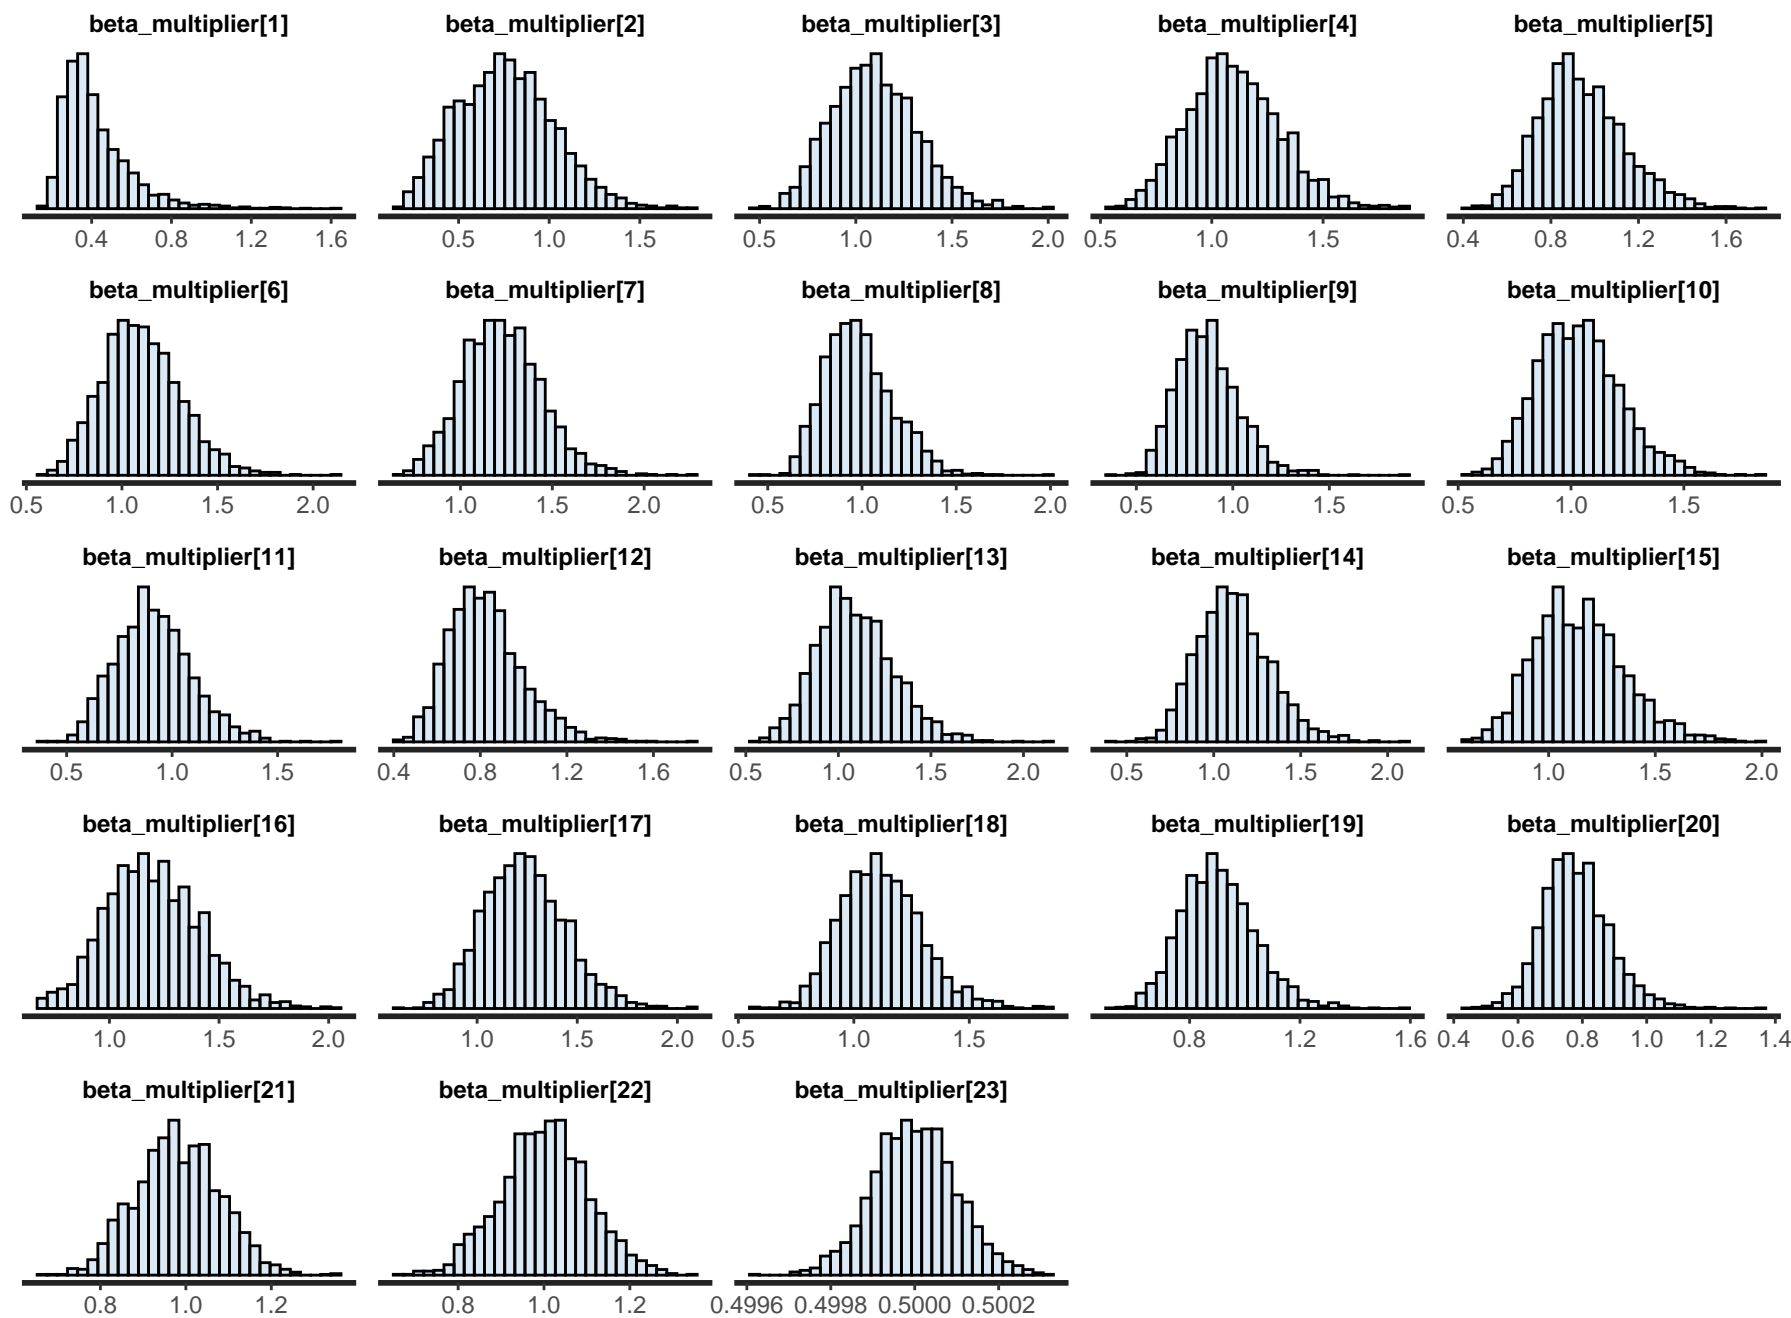 beta_multiplier[1] beta_multiplier[2] beta_multiplier[3] beta_multiplier[4] beta_multiplier[5]
0.4 0.8 1.2 1.6 0.5 1.0 1.5 0.5 1.0 1.5 2.0 0.5 1.0 1.5 0.4 0.8 1.2 1.6
beta_multiplier[6] beta_multiplier[7] beta_multiplier[8] beta_multiplier[9] beta_multiplier[10]
0.5 1.0 1.5 2.0 1.0 1.5 2.0 0.5 1.0 1.5 2.0 0.5 1.0 1.5 0.5 1.0 1.5
beta_multiplier[11] beta_multiplier[12] beta_multiplier[13] beta_multiplier[14] beta_multiplier[15]
0.5 1.0 1.5 0.4 0.8 1.2 1.6 0.5 1.0 1.5 2.0 0.5 1.0 1.5 2.0 1.0 1.5 2.0
beta_multiplier[16] beta_multiplier[17] beta_multiplier[18] beta_multiplier[19] beta_multiplier[20]
1.0 1.5 2.0 1.0 1.5 2.0 0.5 1.0 1.5 0.8 1.2 1.6 0.4 0.6 0.8 1.0 1.2 1.4
beta_multiplier[21] beta_multiplier[22] beta_multiplier[23]
0.8 1.0 1.2 0.8 1.0 1.2 0.4996 0.4998 0.5000 0.5002